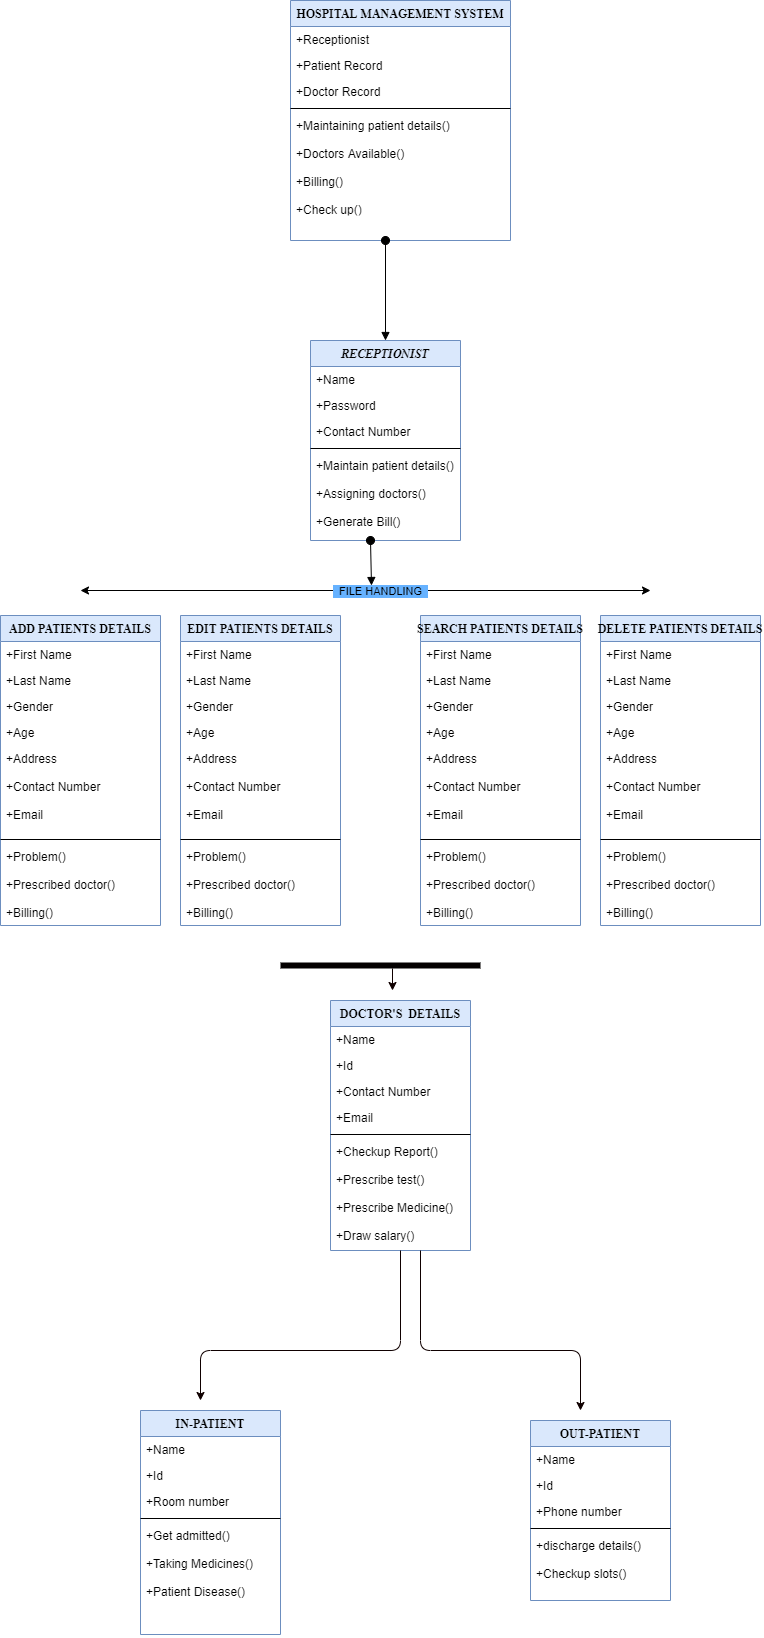 HOSPITAL MANAGEMENT SYSTEM
+Receptionist
+Patient Record
+Doctor Record
+Maintaining patient details()
+Doctors Available()
+Billing()
+Check up()
RECEPTIONIST
+Name
+Password
+Contact Number
+Maintain patient details()
+Assigning doctors()
+Generate Bill()
FILE HANDLING
ADD PATIENTS DETAILS
+First Name
+Last Name
+Gender
+Age
+Address
+Contact Number
+Email
+Problem()
+Prescribed doctor()
+Billing()
EDIT PATIENTS DETAILS
+First Name
+Last Name
+Gender
+Age
+Address
+Contact Number
+Email
+Problem()
+Prescribed doctor()
+Billing()
SEARCH PATIENTS DETAILS
+First Name
+Last Name
+Gender
+Age
+Address
+Contact Number
+Email
+Problem()
+Prescribed doctor()
+Billing()
DELETE PATIENTS DETAILS
+First Name
+Last Name
+Gender
+Age
+Address
+Contact Number
+Email
+Problem()
+Prescribed doctor()
+Billing()
DOCTOR'S DETAILS
+Name
+Id
+Contact Number
+Email
+Checkup Report()
+Prescribe test()
+Prescribe Medicine()
+Draw salary()
IN-PATIENT
+Name
+Id
+Room number
+Get admitted()
+Taking Medicines()
+Patient Disease()
OUT-PATIENT
+Name
+Id
+Phone number
+discharge details()
+Checkup slots()